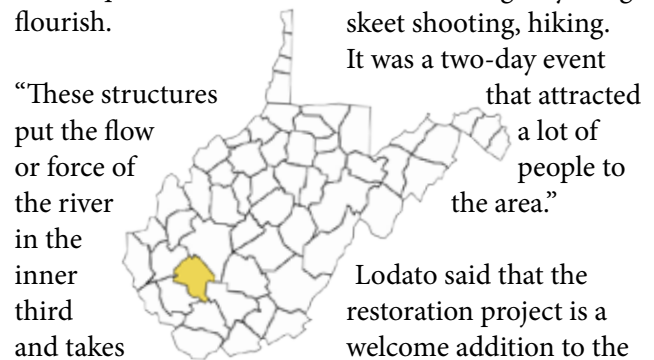 flourish.
“These structures
put the flow
or force of
the river
in the
inner
third
and takes
skeet shooting, hiking.
It was a two-day event
that attracted
a lot of
people to
the area.”
Lodato said that the
restoration project is a
welcome addition to the